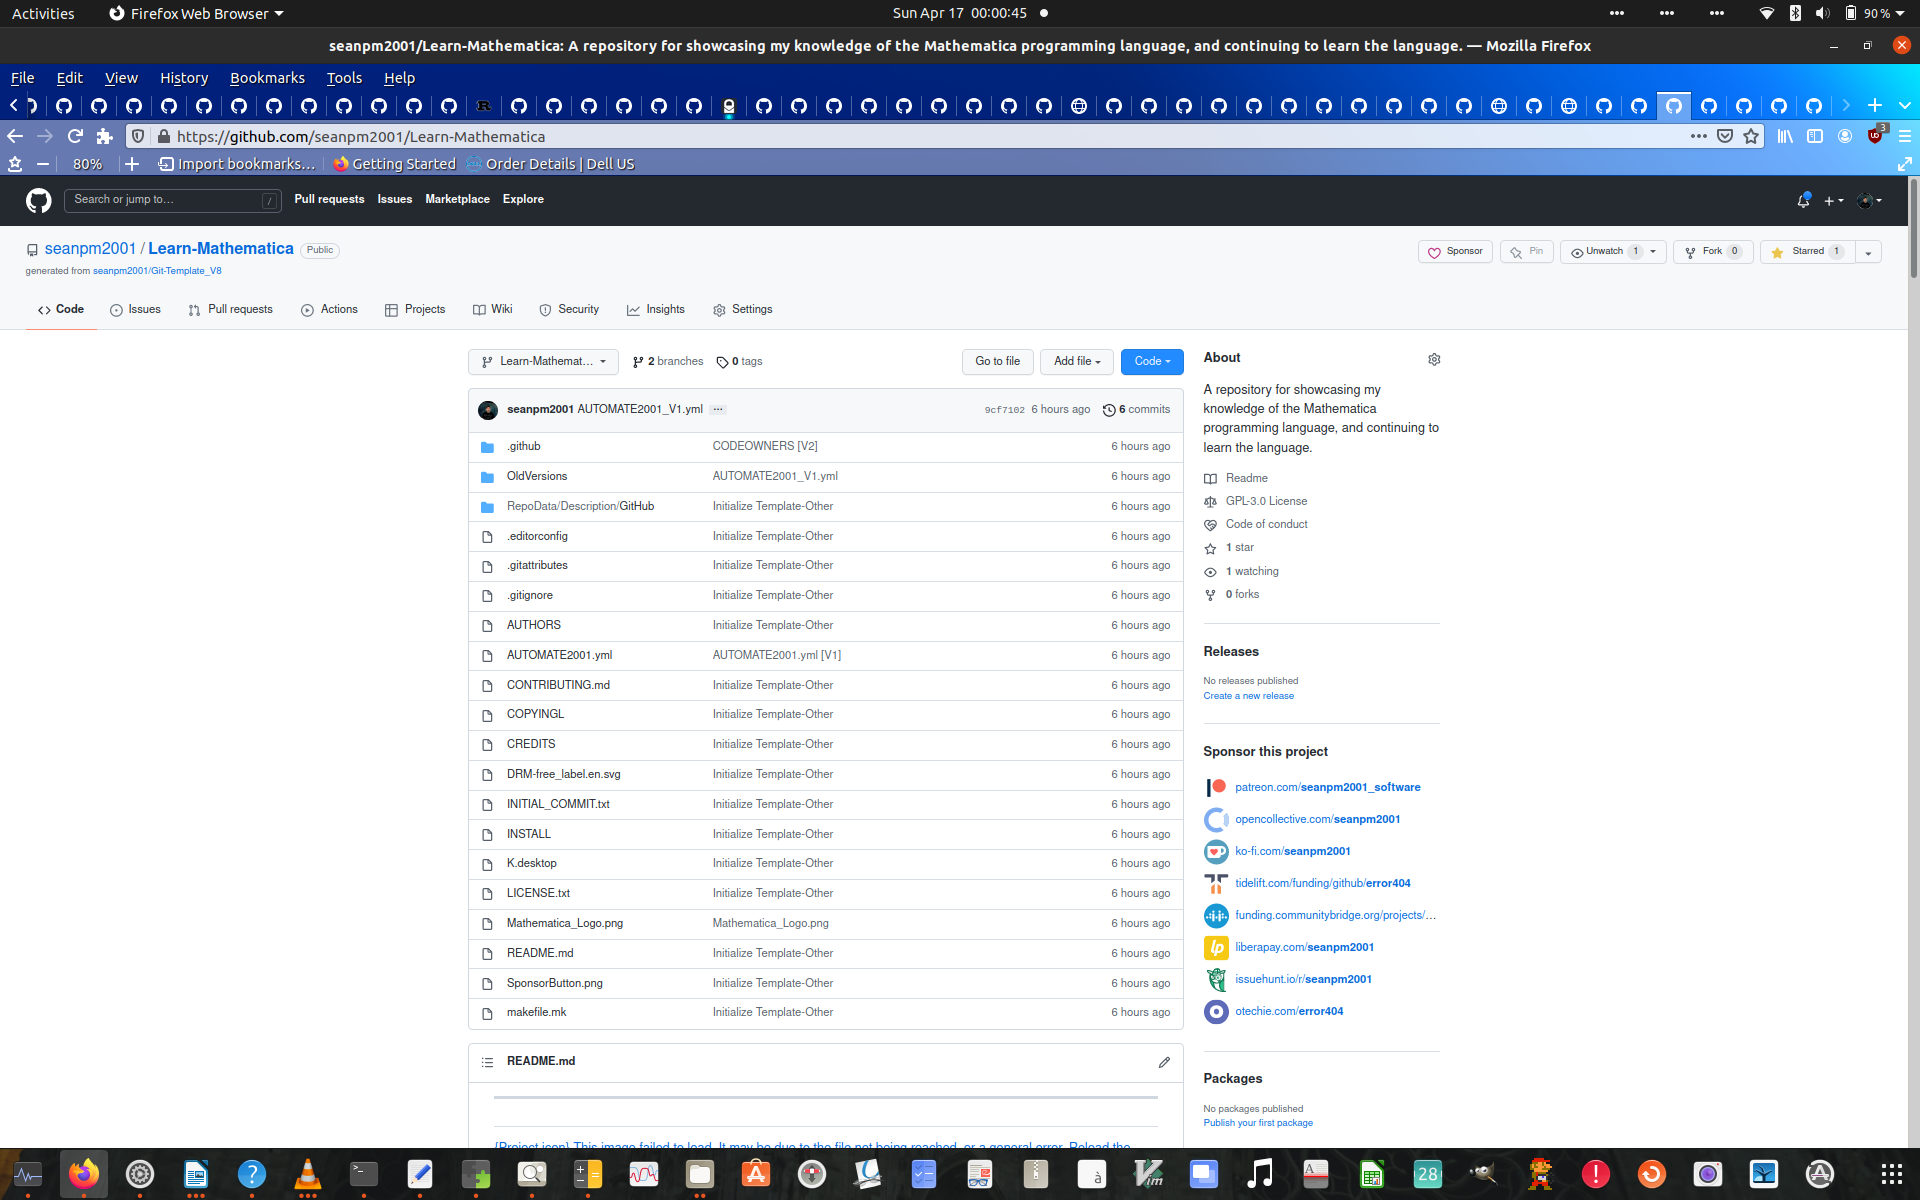 Activities Firefox Web Browser Sun Apr 17 00:00:45 90 %
seanpm2001/Learn-Mathematica: A repository for showcasing my knowledge of the Mathematica programming language, and continuing to learn the language. — Mozilla Firefox
File Edit View History Bookmarks Tools Help
https://github.com/seanpm2001/Learn-Mathematica 3
80% Import bookmarks… Getting Started Order Details | Dell US
Search or jump to… / Pull requests Issues Marketplace Explore
seanpm2001 / Learn-Mathematica Public Sponsor Pin Unwatch 1 Fork 0 Starred 1
generated from seanpm2001/Git-Template_V8
Code Issues Pull requests Actions Projects Wiki Security Insights Settings
Learn-Mathemat… 2 branches 0 tags Go to file Add file Code
seanpm2001 AUTOMATE2001_V1.yml … 9cf7102 6 hours ago 6 commits
.github CODEOWNERS [V2] 6 hours ago
OldVersions AUTOMATE2001_V1.yml 6 hours ago
RepoData/Description/GitHub Initialize Template-Other 6 hours ago
.editorconfig Initialize Template-Other 6 hours ago
.gitattributes Initialize Template-Other 6 hours ago
.gitignore Initialize Template-Other 6 hours ago
AUTHORS Initialize Template-Other 6 hours ago
AUTOMATE2001.yml AUTOMATE2001.yml [V1] 6 hours ago
CONTRIBUTING.md Initialize Template-Other 6 hours ago
COPYINGL Initialize Template-Other 6 hours ago
CREDITS Initialize Template-Other 6 hours ago
DRM-free_label.en.svg Initialize Template-Other 6 hours ago
INITIAL_COMMIT.txt Initialize Template-Other 6 hours ago
INSTALL Initialize Template-Other 6 hours ago
K.desktop Initialize Template-Other 6 hours ago
LICENSE.txt Initialize Template-Other 6 hours ago
Mathematica_Logo.png Mathematica_Logo.png 6 hours ago
README.md Initialize Template-Other 6 hours ago
SponsorButton.png Initialize Template-Other 6 hours ago
makefile.mk Initialize Template-Other 6 hours ago
README.md
{Project icon} This image failed to load. It may be due to the file not being reached, or a general error. Reload the
About
A repository for showcasing my
knowledge of the Mathematica
programming language, and continuing to
learn the language.
Readme
GPL-3.0 License
Code of conduct
1 star
1 watching
0 forks
Releases
No releases published
Create a new release
Sponsor this project
patreon.com/seanpm2001_software
opencollective.com/seanpm2001
ko-fi.com/seanpm2001
tidelift.com/funding/github/error404
funding.communitybridge.org/projects/…
liberapay.com/seanpm2001
issuehunt.io/r/seanpm2001
otechie.com/error404
Packages
No packages published
Publish your first package
28